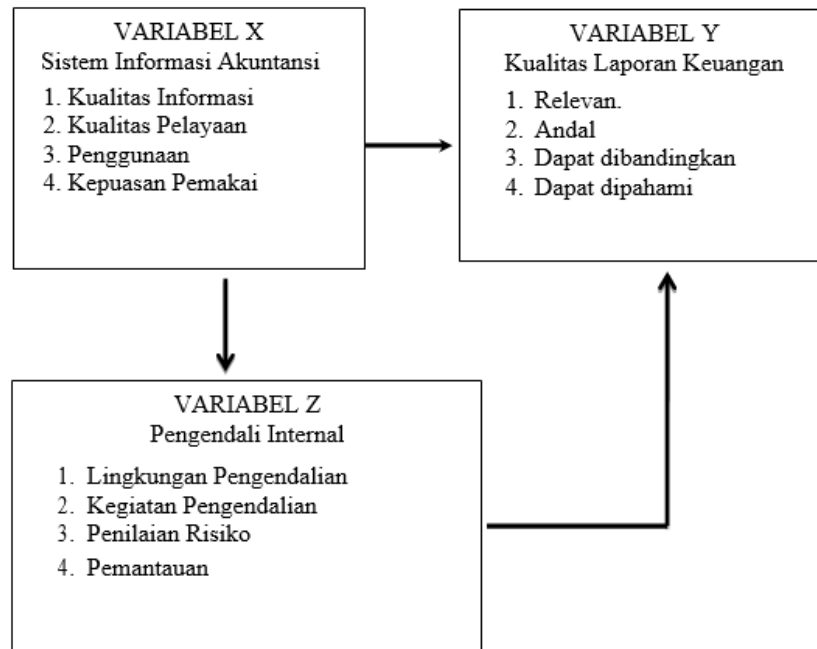 VARIABEL X
Sistem Informasi Akuntansi
1. Kualitas Informasi
2. Kualitas Pelayaan
3. Penggunaan
4. Kepuasan Pemakai
VARIABEL Y
Kualitas Laporan Keuangan
1. Relevan.
2. Andal
3. Dapat dibandingkan
4. Dapat dipahami
VARIABEL Z
Pengendali Internal
1. Lingkungan Pengendalian
2. Kegiatan Pengendalian
3. Penilaian Risiko
4. Pemantauan